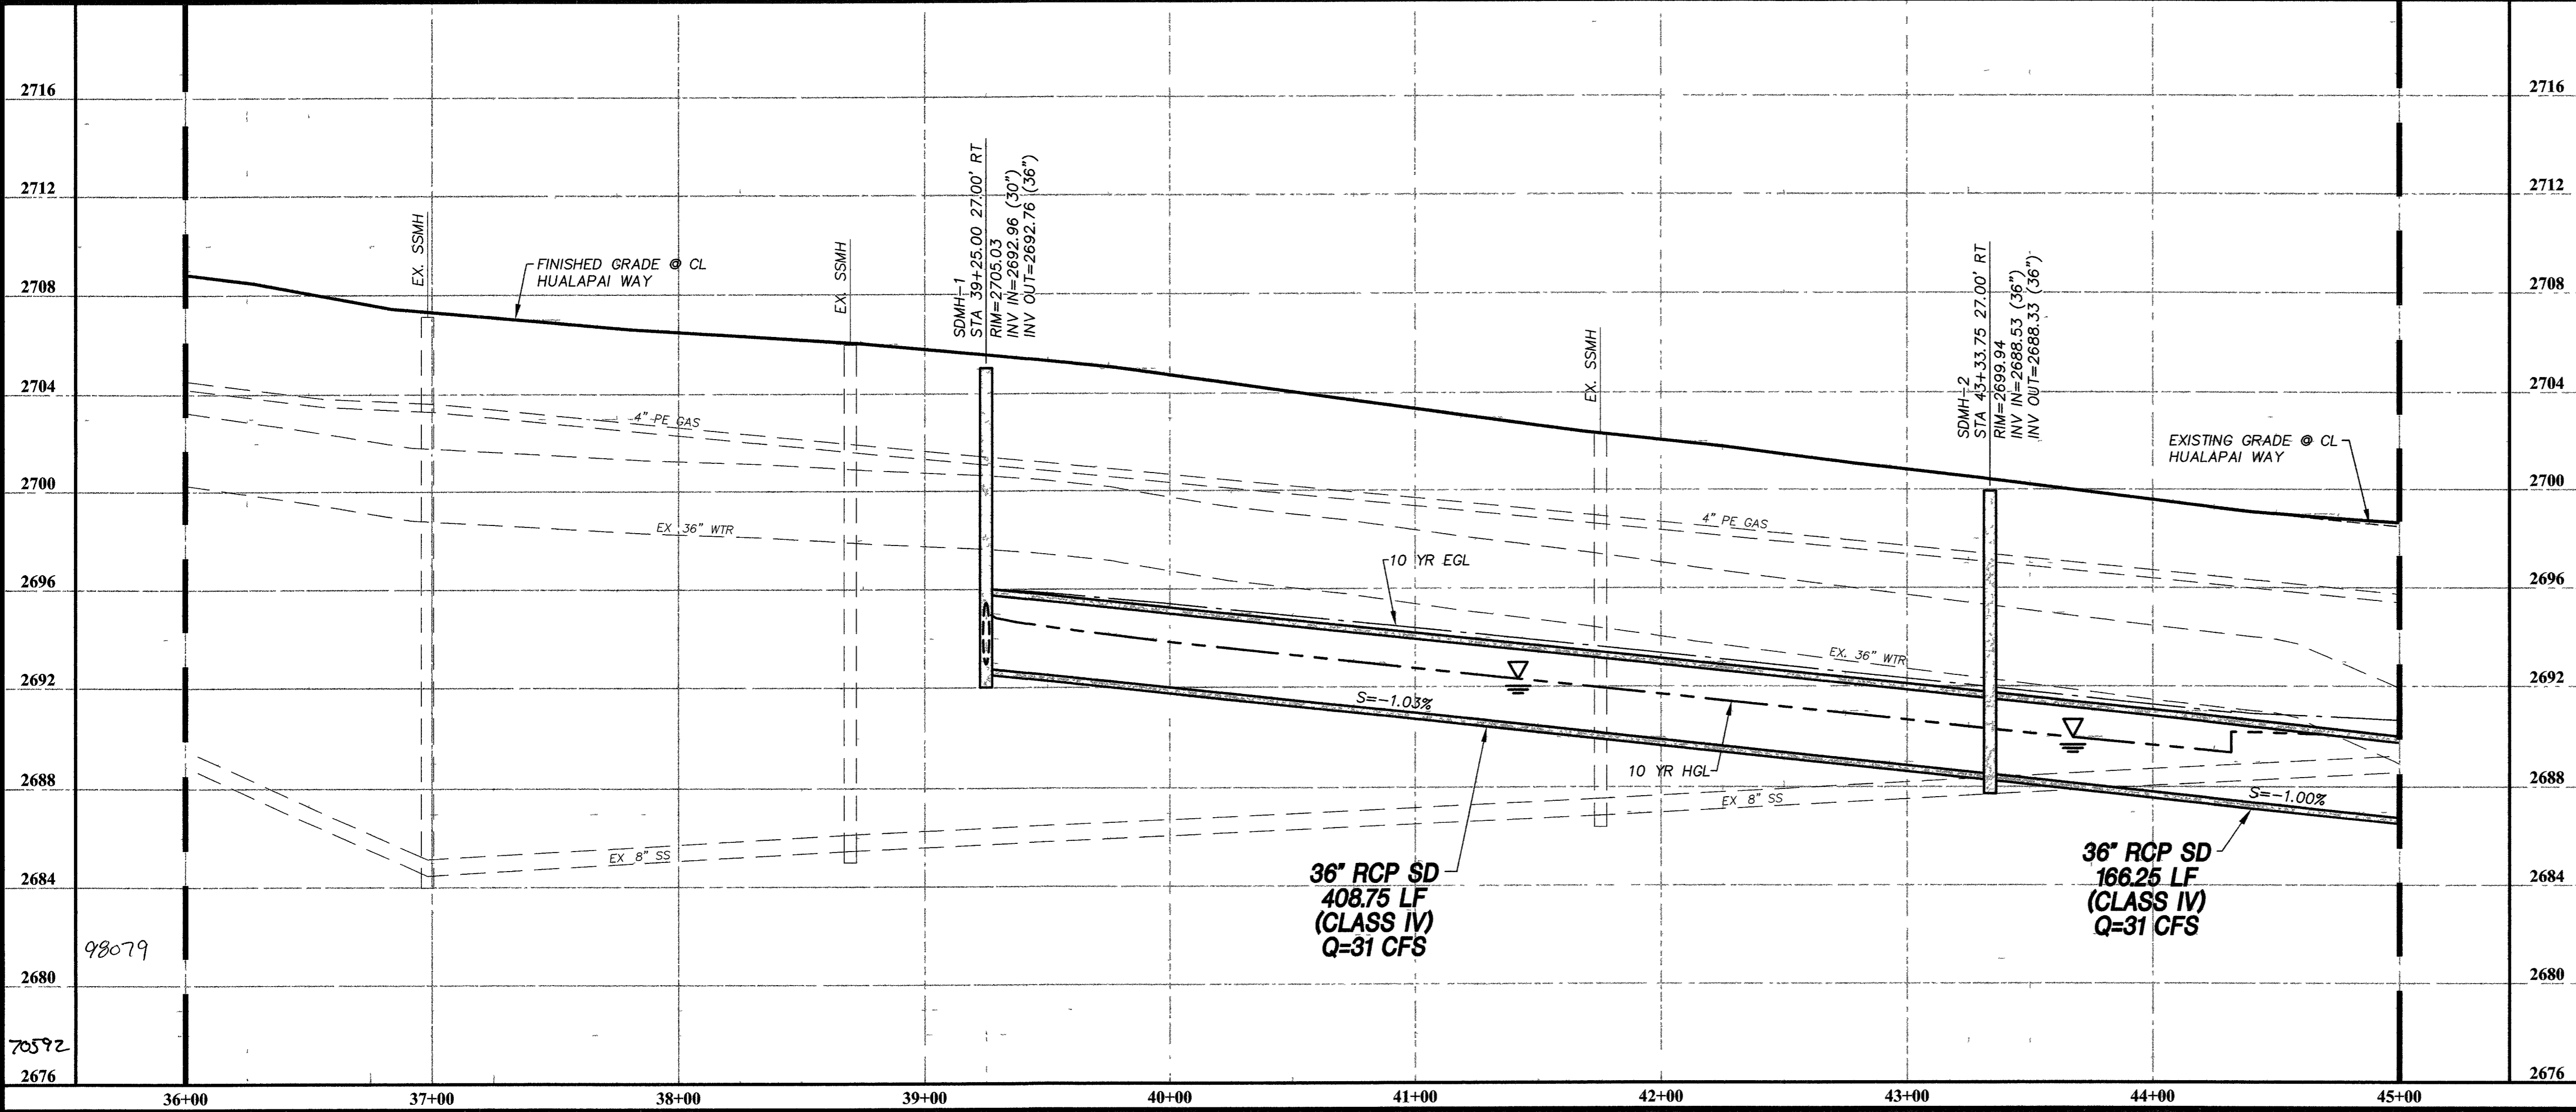 2716
2712
2708
2704
2700
2696
2692
2688
2684
2680
2676
98079
70592
EX. SSMH
FINISHED GRADE @ CL
HUALAPAI WAY
EX. SSMH
SDMH-1
STA 39+25.00 27.00' RT
RIM=2705.03
INV IN=2692.96 (30")
INV OUT=2692.76 (36")
EX. SSMH
SDMH-2
STA 43+33.75 27.00' RT
RIM=2699.94
INV IN=2688.53 (36")
INV OUT=2688.33 (36")
EXISTING GRADE @ CL
HUALAPAI WAY
4" PE GAS
EX. 36" WTR
4" PE GAS
10 YR EGL
EX. 36" WTR
S=-1.03%
10 YR HGL
EX 8" SS
EX 8" SS
S=-1.00%
36" RCP SD
408.75 LF
(CLASS IV)
Q=31 CFS
36" RCP SD
166.25 LF
(CLASS IV)
Q=31 CFS
2716
2712
2708
2704
2700
2696
2692
2688
2684
2680
2676
36+00 37+00 38+00 39+00 40+00 41+00 42+00 43+00 44+00 45+00